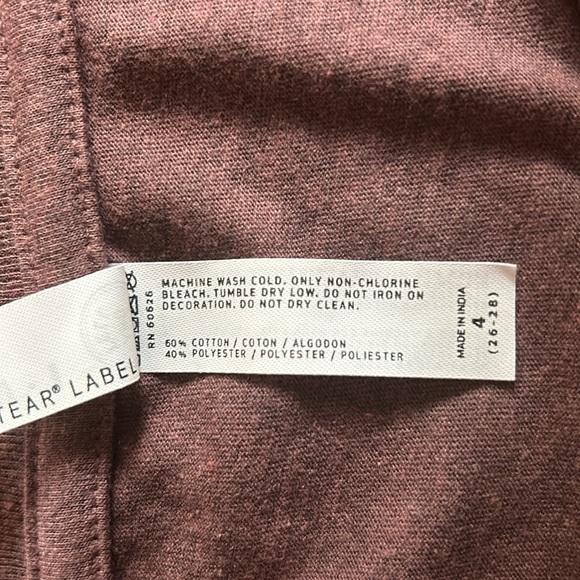 MACHINE WASH COLD. ONLY NON-CHLORINE
BLEACH. TUMBLE DRY LOW. DO NOT IRON ON
DECORATION. DO NOT DRY CLEAN.
60% COTTON / COTON / ALGODON
40% POLYESTER / POLYESTER / POLIESTER
RN 60626
MADE IN INDIA
4
(26-28)
TEAR® LABEL